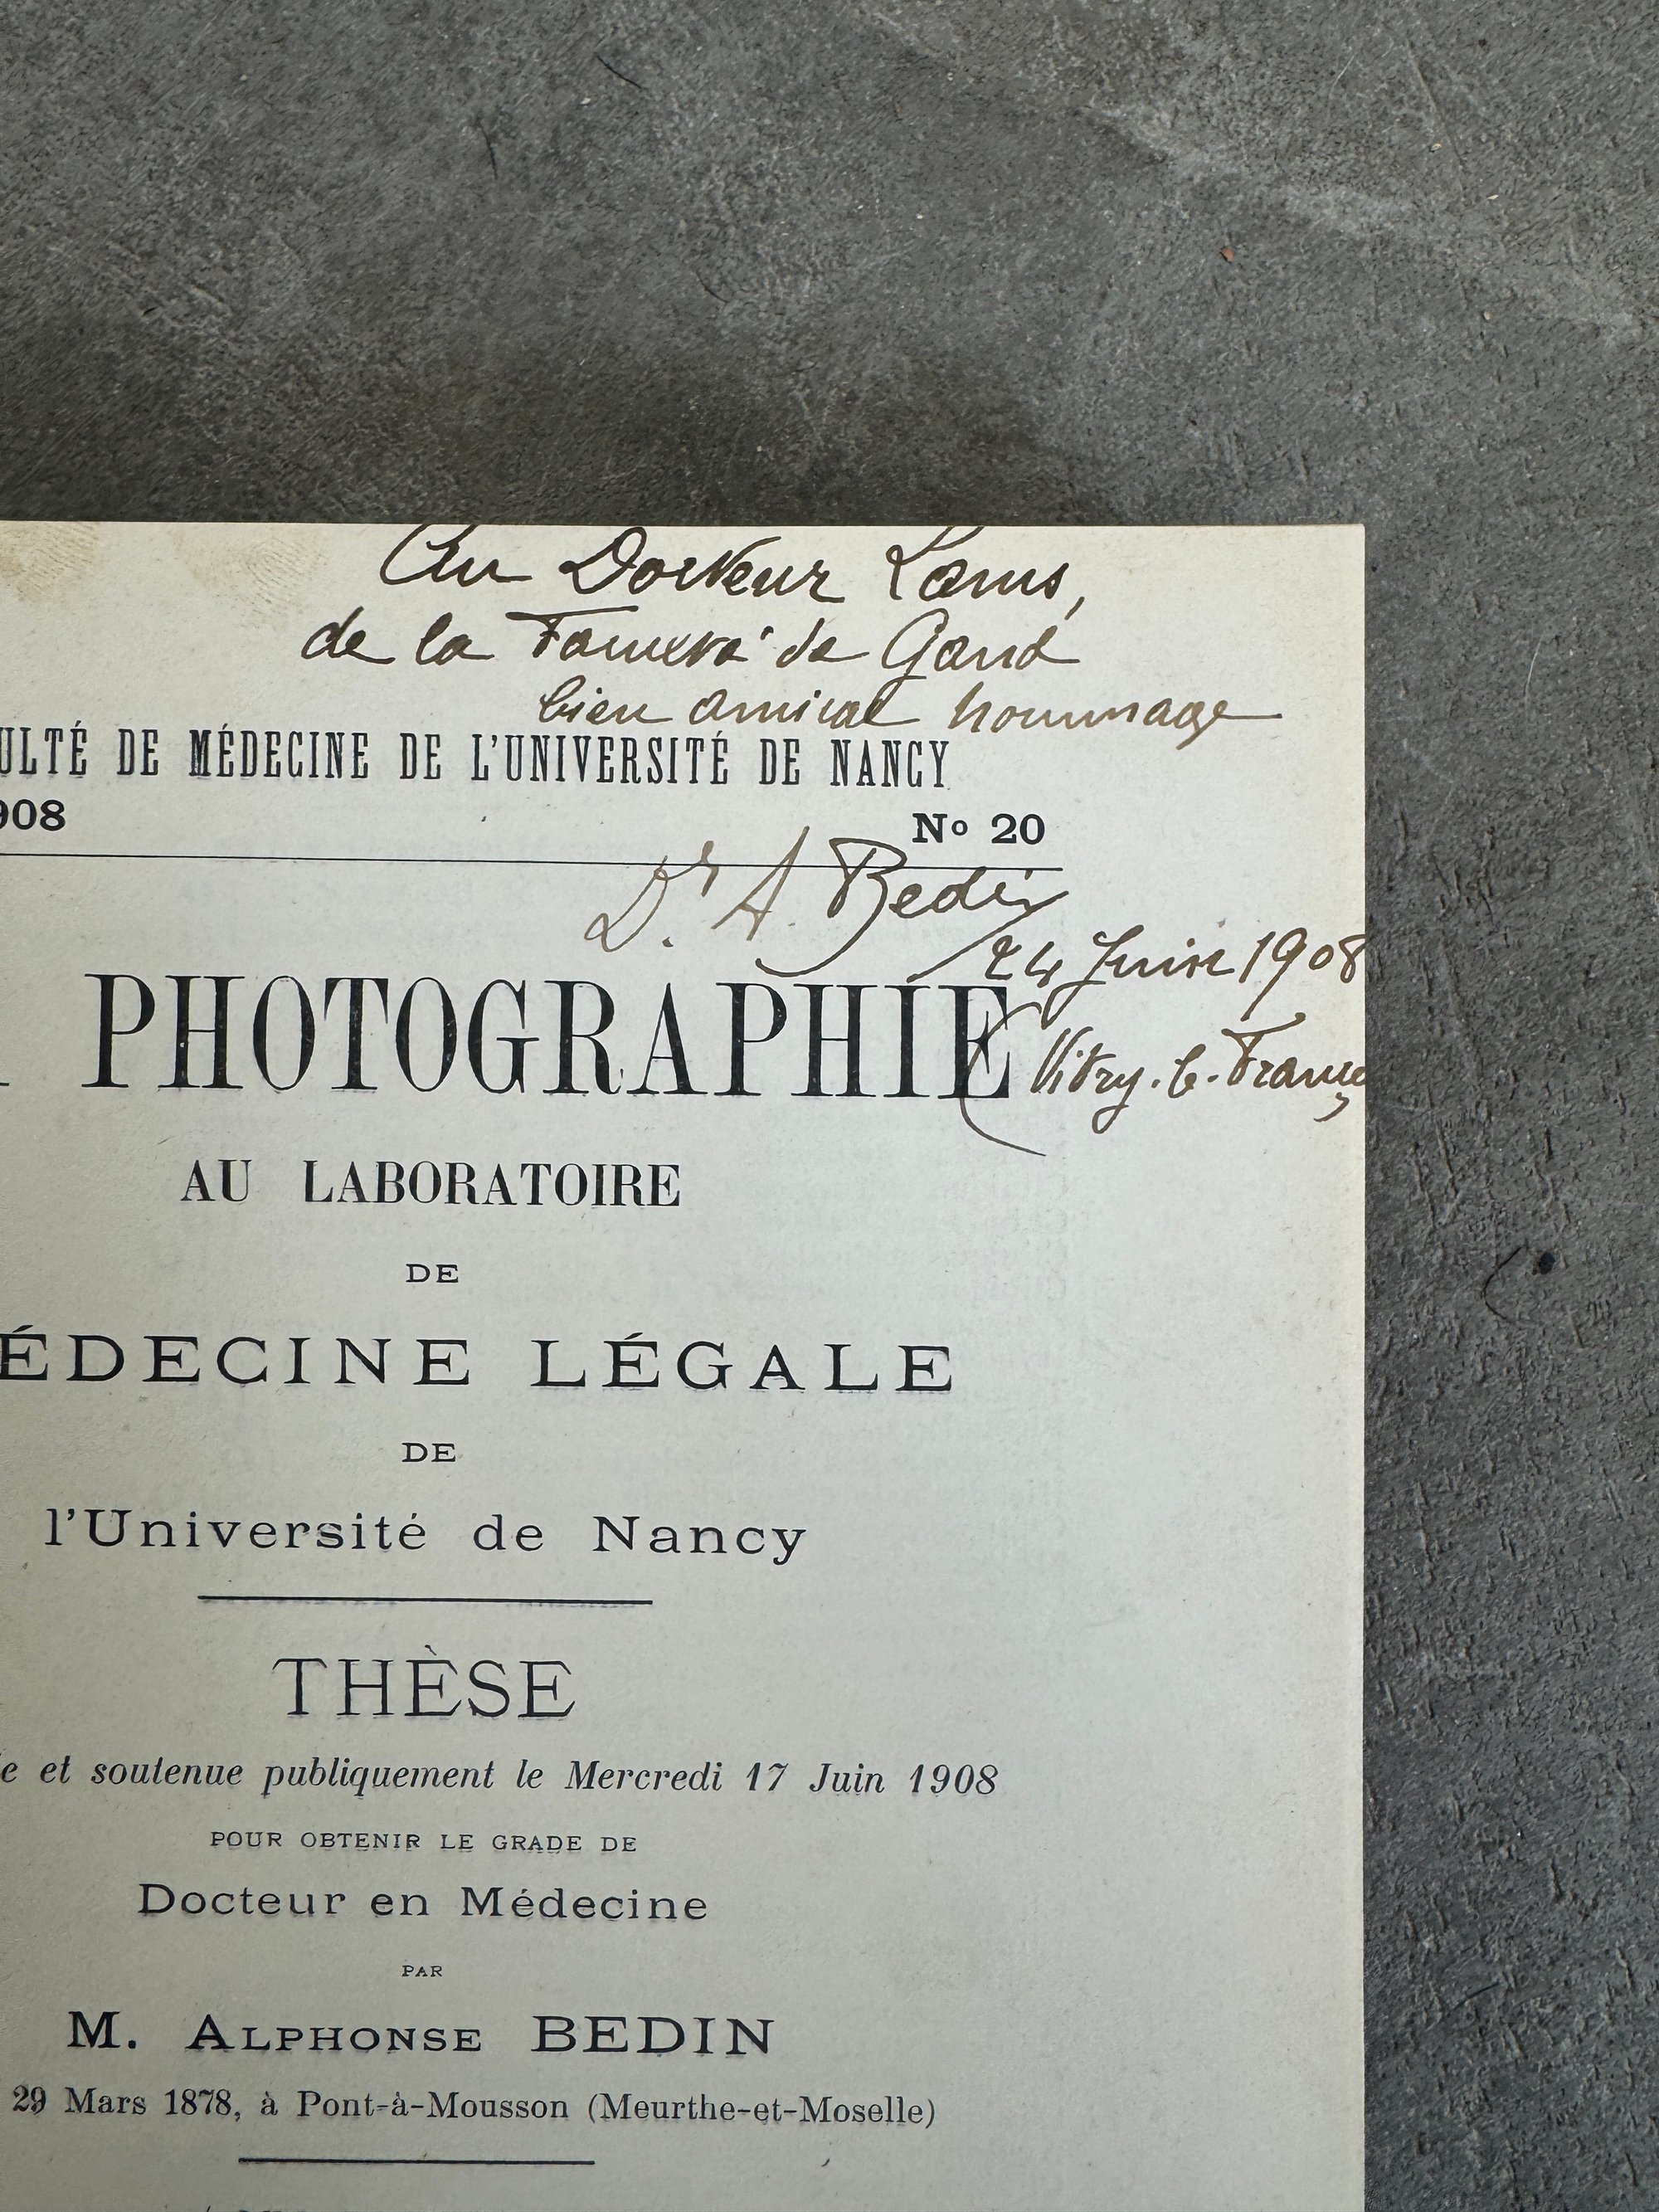 Au Docteur Lams,
de la Faculté de Gand
bien amical hommage
ULTÉ DE MÉDECINE DE L'UNIVERSITÉ DE NANCY
908 No 20
Dr. A. Bedin
24 Juin 1908
PHOTOGRAPHIE
Vitry-le-Franç
AU LABORATOIRE
DE
ÉDECINE LÉGALE
DE
l'Université de Nancy
THÈSE
e et soutenue publiquement le Mercredi 17 Juin 1908
POUR OBTENIR LE GRADE DE
Docteur en Médecine
PAR
M. ALPHONSE BEDIN
29 Mars 1878, à Pont-à-Mousson (Meurthe-et-Moselle)